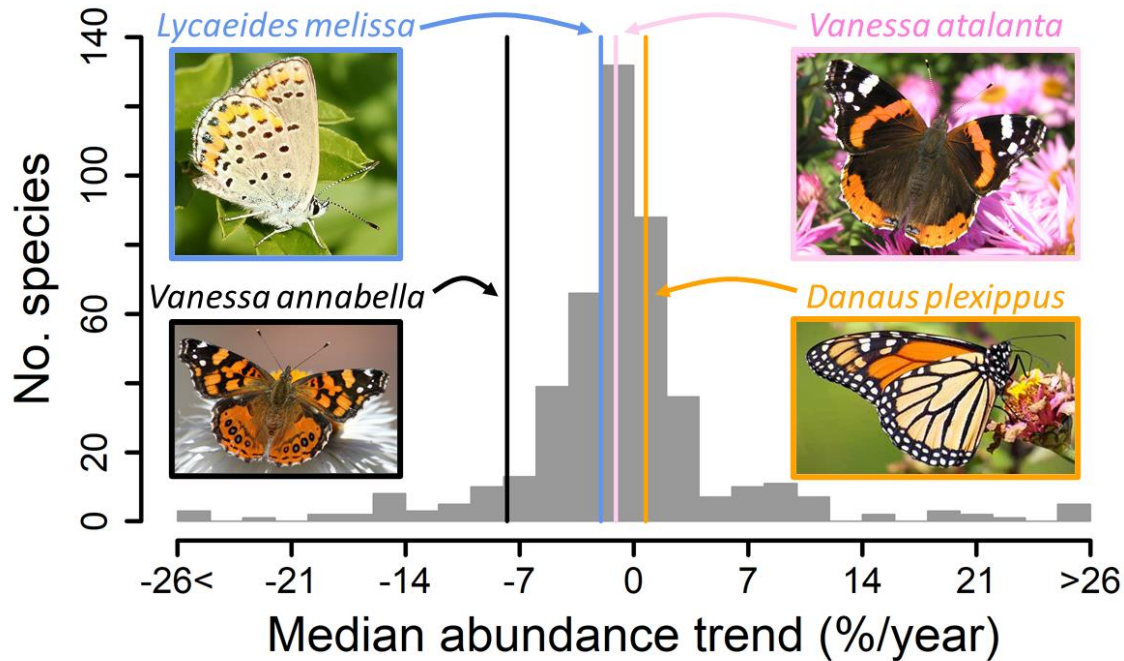 Lycaeides melissa
Vanessa atalanta
140
100
60
20
0
No. species
Vanessa annabella
Danaus plexippus
-26< -21 -14 -7 0 7 14 21 >26
Median abundance trend (%/year)